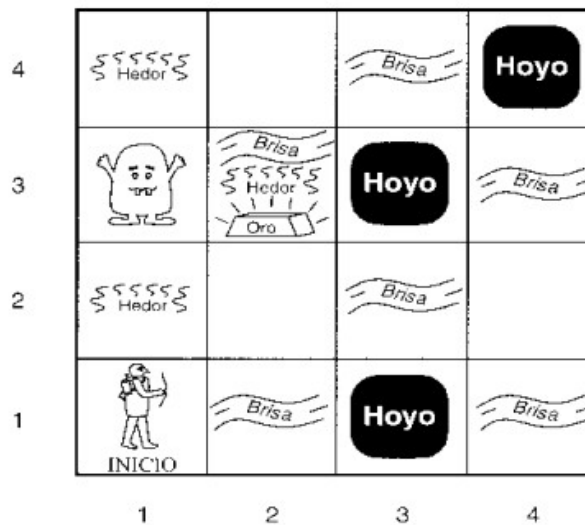 4
Hedor
Brisa
Hoyo
3
Brisa
Hedor
Oro
Hoyo
Brisa
2
Hedor
Brisa
1
INICIO
Brisa
Hoyo
Brisa
1 2 3 4